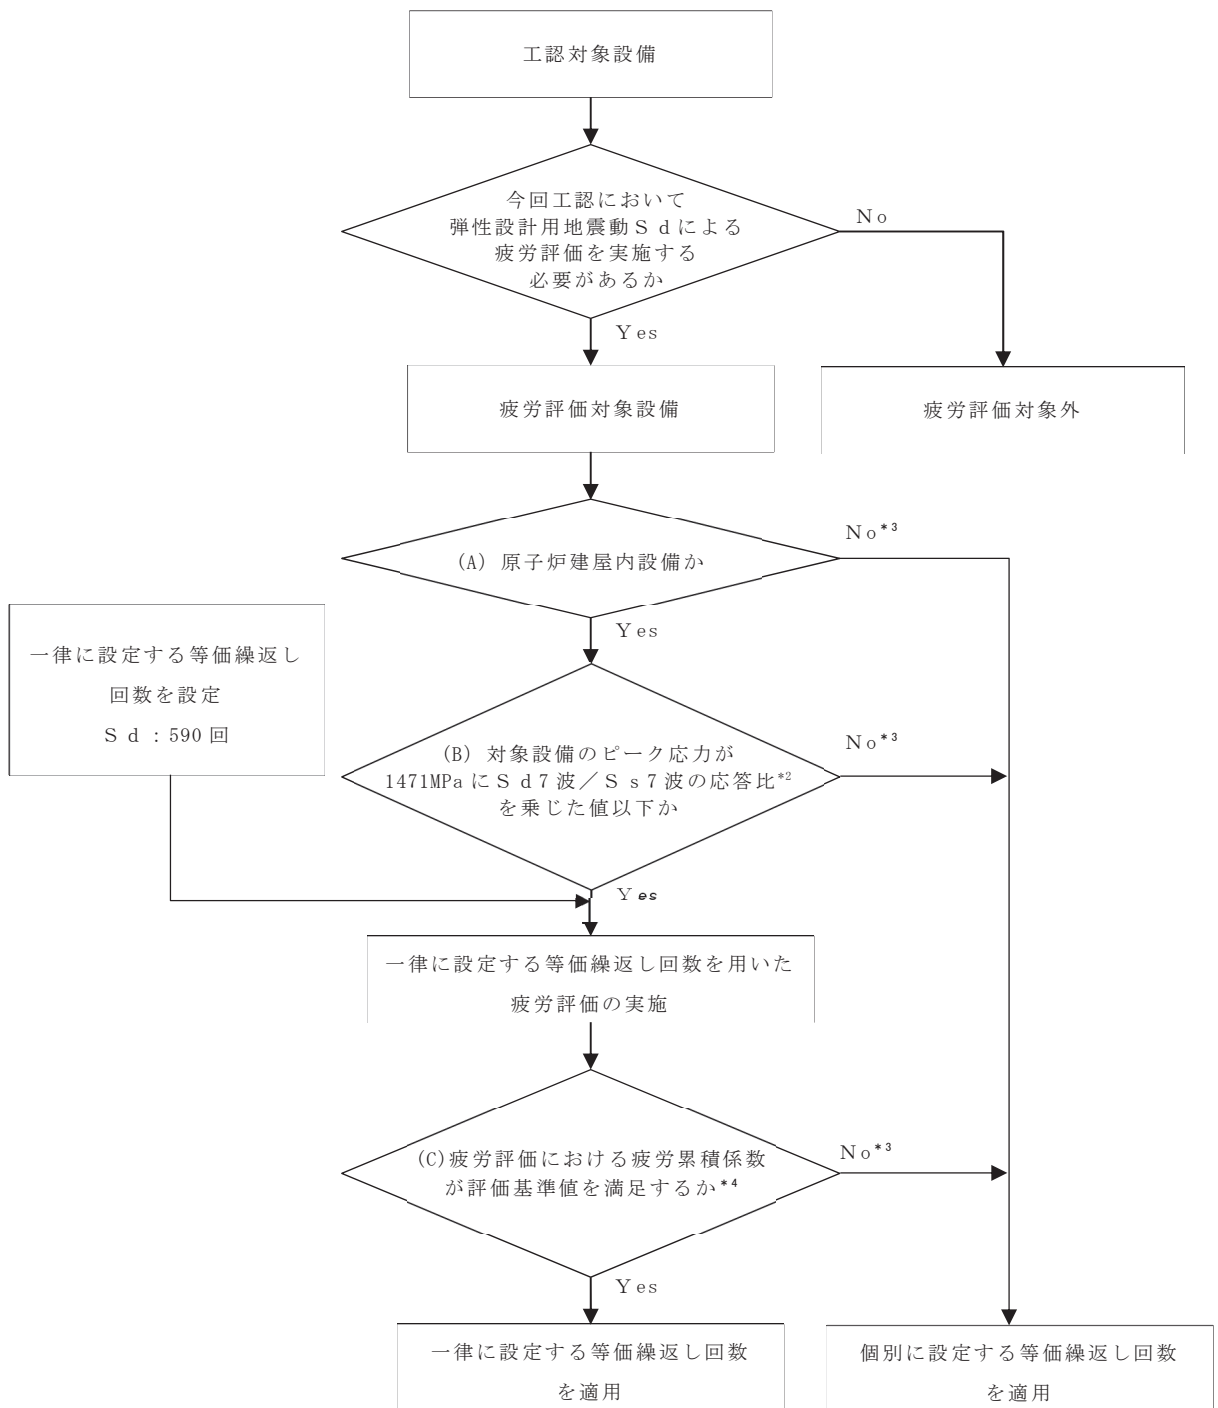 工認対象設備
今回工認において
弾性設計用地震動Ｓｄによる
疲労評価を実施する
必要があるか
No
Yes
疲労評価対象設備
疲労評価対象外
(A) 原子炉建屋内設備か
No*3
Yes
一律に設定する等価繰返し
回数を設定
Ｓｄ：590 回
(B) 対象設備のピーク応力が
1471MPa にＳｄ７波／Ｓｓ７波の応答比*2
を乗じた値以下か
No*3
Yes
一律に設定する等価繰返し回数を用いた
疲労評価の実施
(C)疲労評価における疲労累積係数
が評価基準値を満足するか*4
No*3
Yes
一律に設定する等価繰返し回数
を適用
個別に設定する等価繰返し回数
を適用